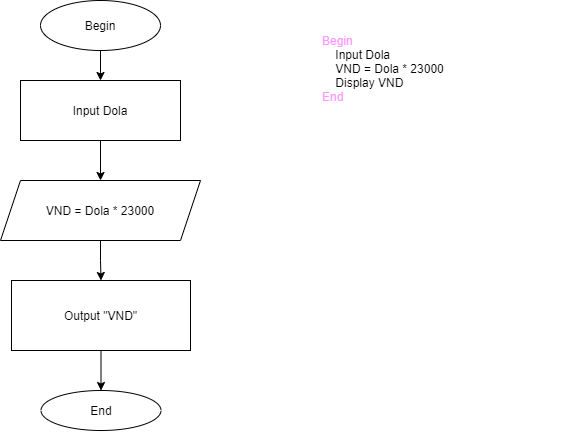 Begin
Input Dola
VND = Dola * 23000
Output "VND"
End
Begin
Input Dola
VND = Dola * 23000
Display VND
End